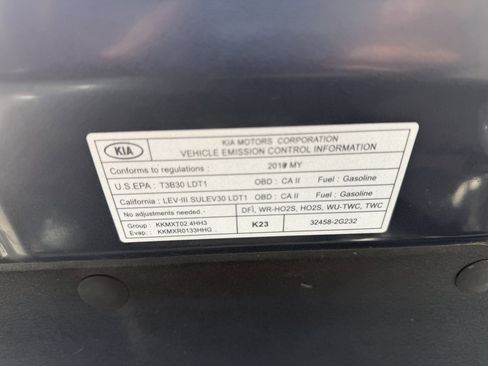 KIA
KIA MOTORS CORPORATION
VEHICLE EMISSION CONTROL INFORMATION
Conforms to regulations : MY
U.S.EPA : T3B30 LDT1 OBD : CA II Fuel : Gasoline
California : LEV-III SULEV30 LDT1 OBD : CA II Fuel : Gasoline
No adjustments needed. DFI, WR-HO2S, HO2S, WU-TWC, TWC
Group : KKMXT02.4HH3
Evap. : KKMXR0133HHG
K23 32458-2G232